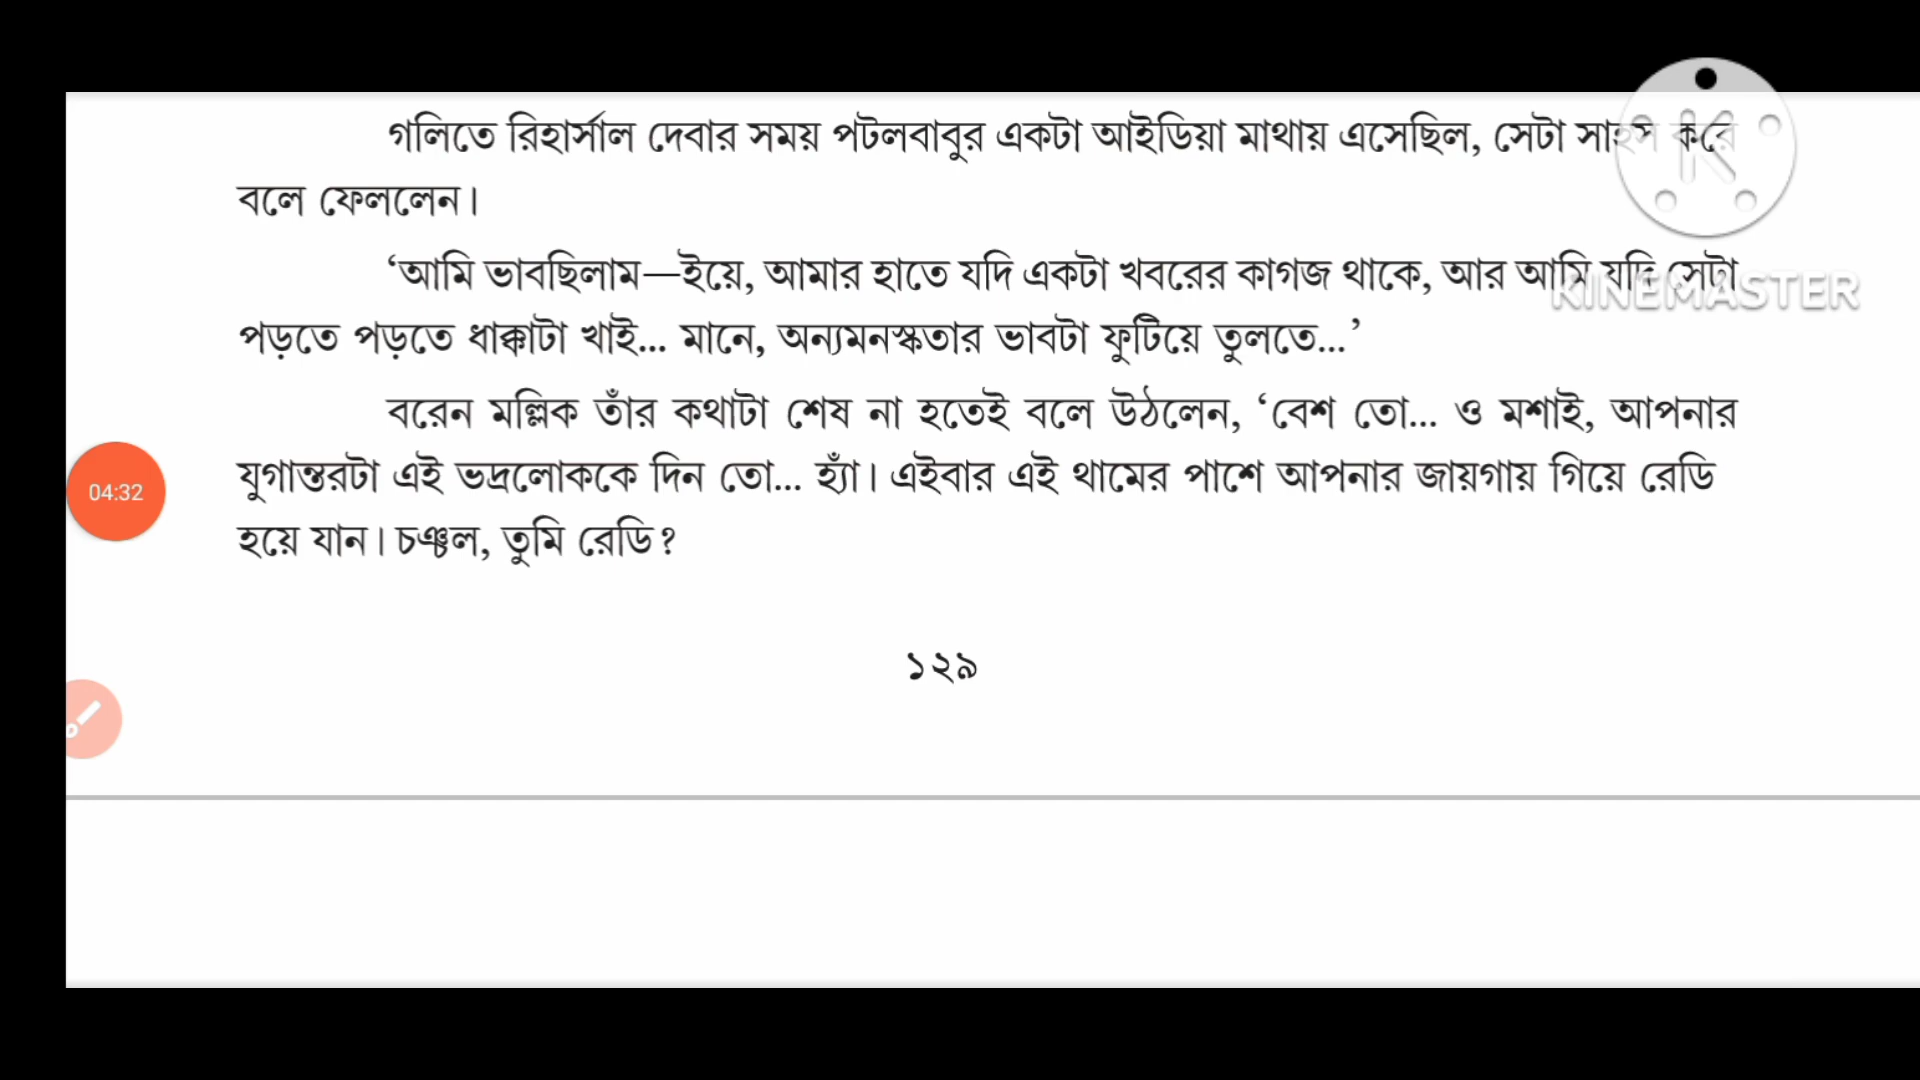 গলিতে রিহার্সাল দেবার সময় পটলবাবুর একটা আইডিয়া মাথায় এসেছিল, সেটা সাহস করে
বলে ফেললেন।
‘আমি ভাবছিলাম—ইয়ে, আমার হাতে যদি একটা খবরের কাগজ থাকে, আর আমি যদি সেটা
KINEMASTER
পড়তে পড়তে ধাক্কাটা খাই... মানে, অন্যমনস্কতার ভাবটা ফুটিয়ে তুলতে...’
বরেন মল্লিক তাঁর কথাটা শেষ না হতেই বলে উঠলেন, ‘বেশ তো... ও মশাই, আপনার
যুগান্তরটা এই ভদ্রলোককে দিন তো... হ্যাঁ। এইবার এই থামের পাশে আপনার জায়গায় গিয়ে রেডি
04:32
হয়ে যান। চঞ্চল, তুমি রেডি?
১২৯